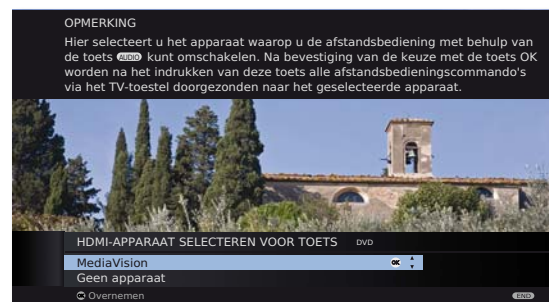 OPMERKING
Hier selecteert u het apparaat waarop u de afstandsbediening met behulp van
de toets AUDIO kunt omschakelen. Na bevestiging van de keuze met de toets OK
worden na het indrukken van deze toets alle afstandsbedieningscommando's
via het TV-toestel doorgezonden naar het geselecteerde apparaat.
HDMI-APPARAAT SELECTEREN VOOR TOETS DVD
MediaVision OK
Geen apparaat
OK Overnemen END